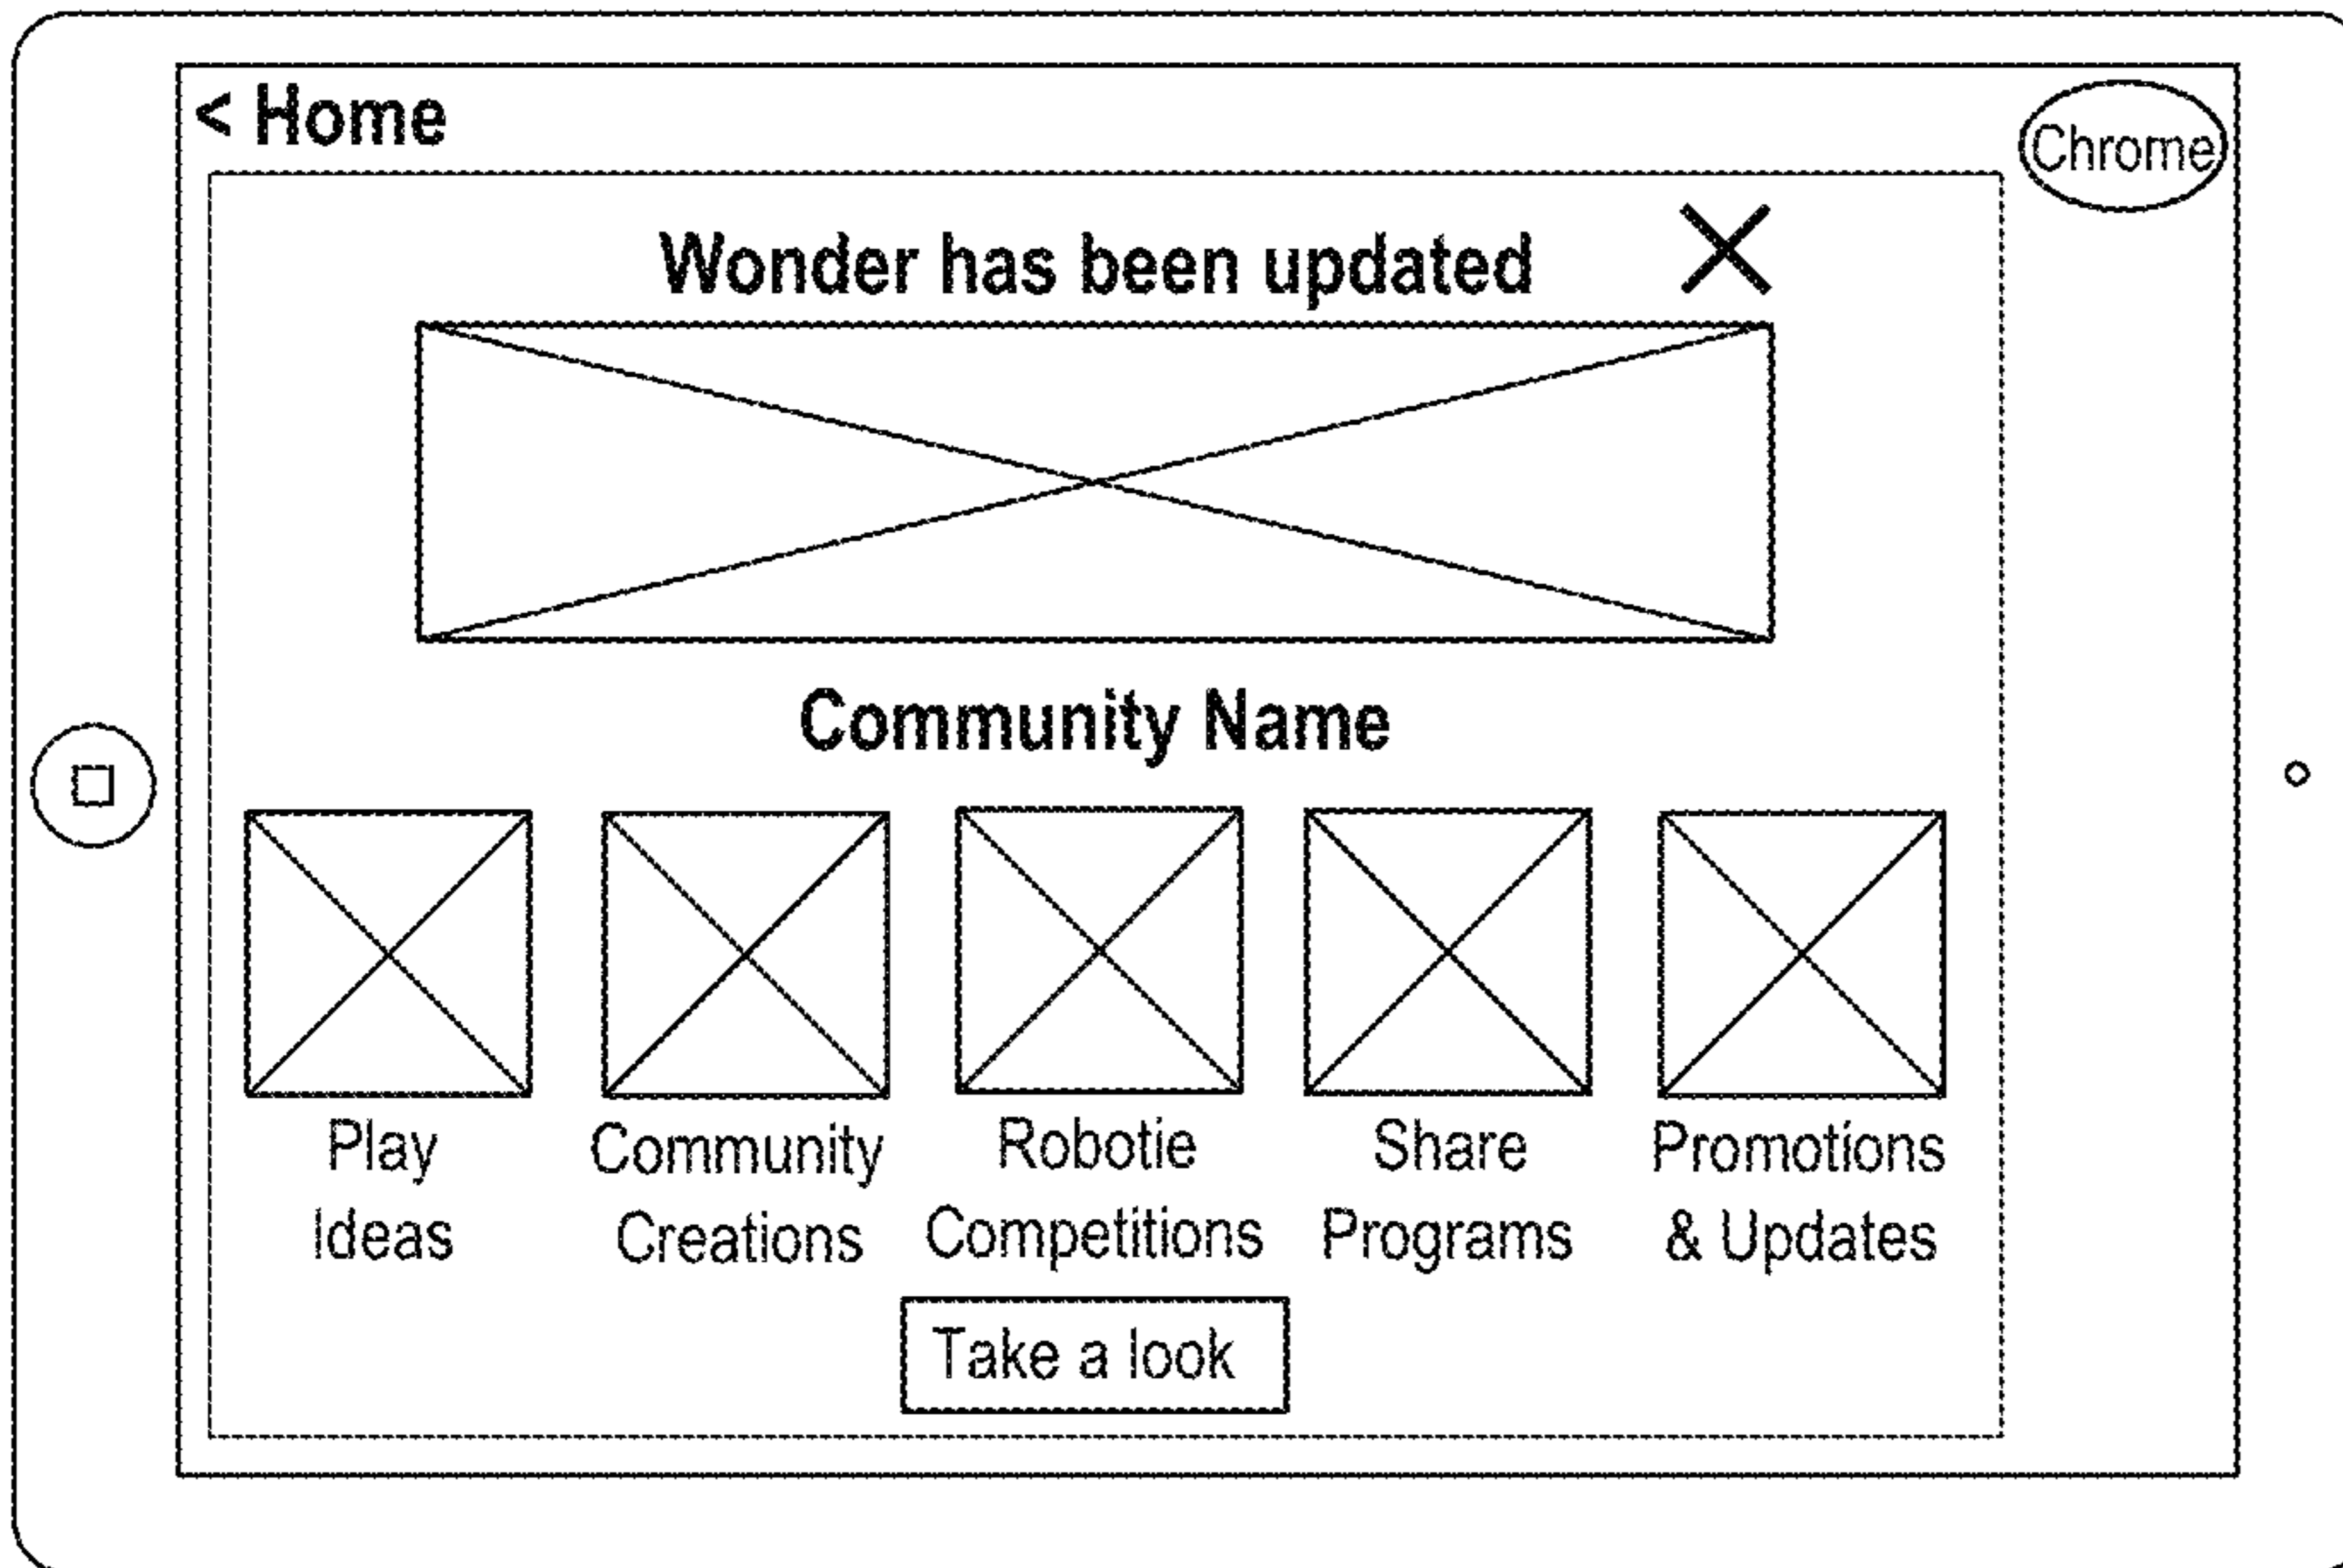 < Home
Chrome
Wonder has been updated
Community Name
Play
Ideas
Community
Creations
Robotie
Competitions
Share
Programs
Promotions
& Updates
Take a look